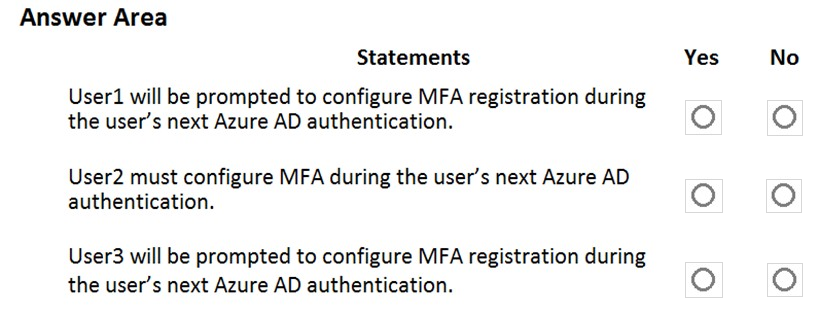 Answer Area
Statements Yes No
User1 will be prompted to configure MFA registration during
the user's next Azure AD authentication.
User2 must configure MFA during the user's next Azure AD
authentication.
User3 will be prompted to configure MFA registration during
the user's next Azure AD authentication.